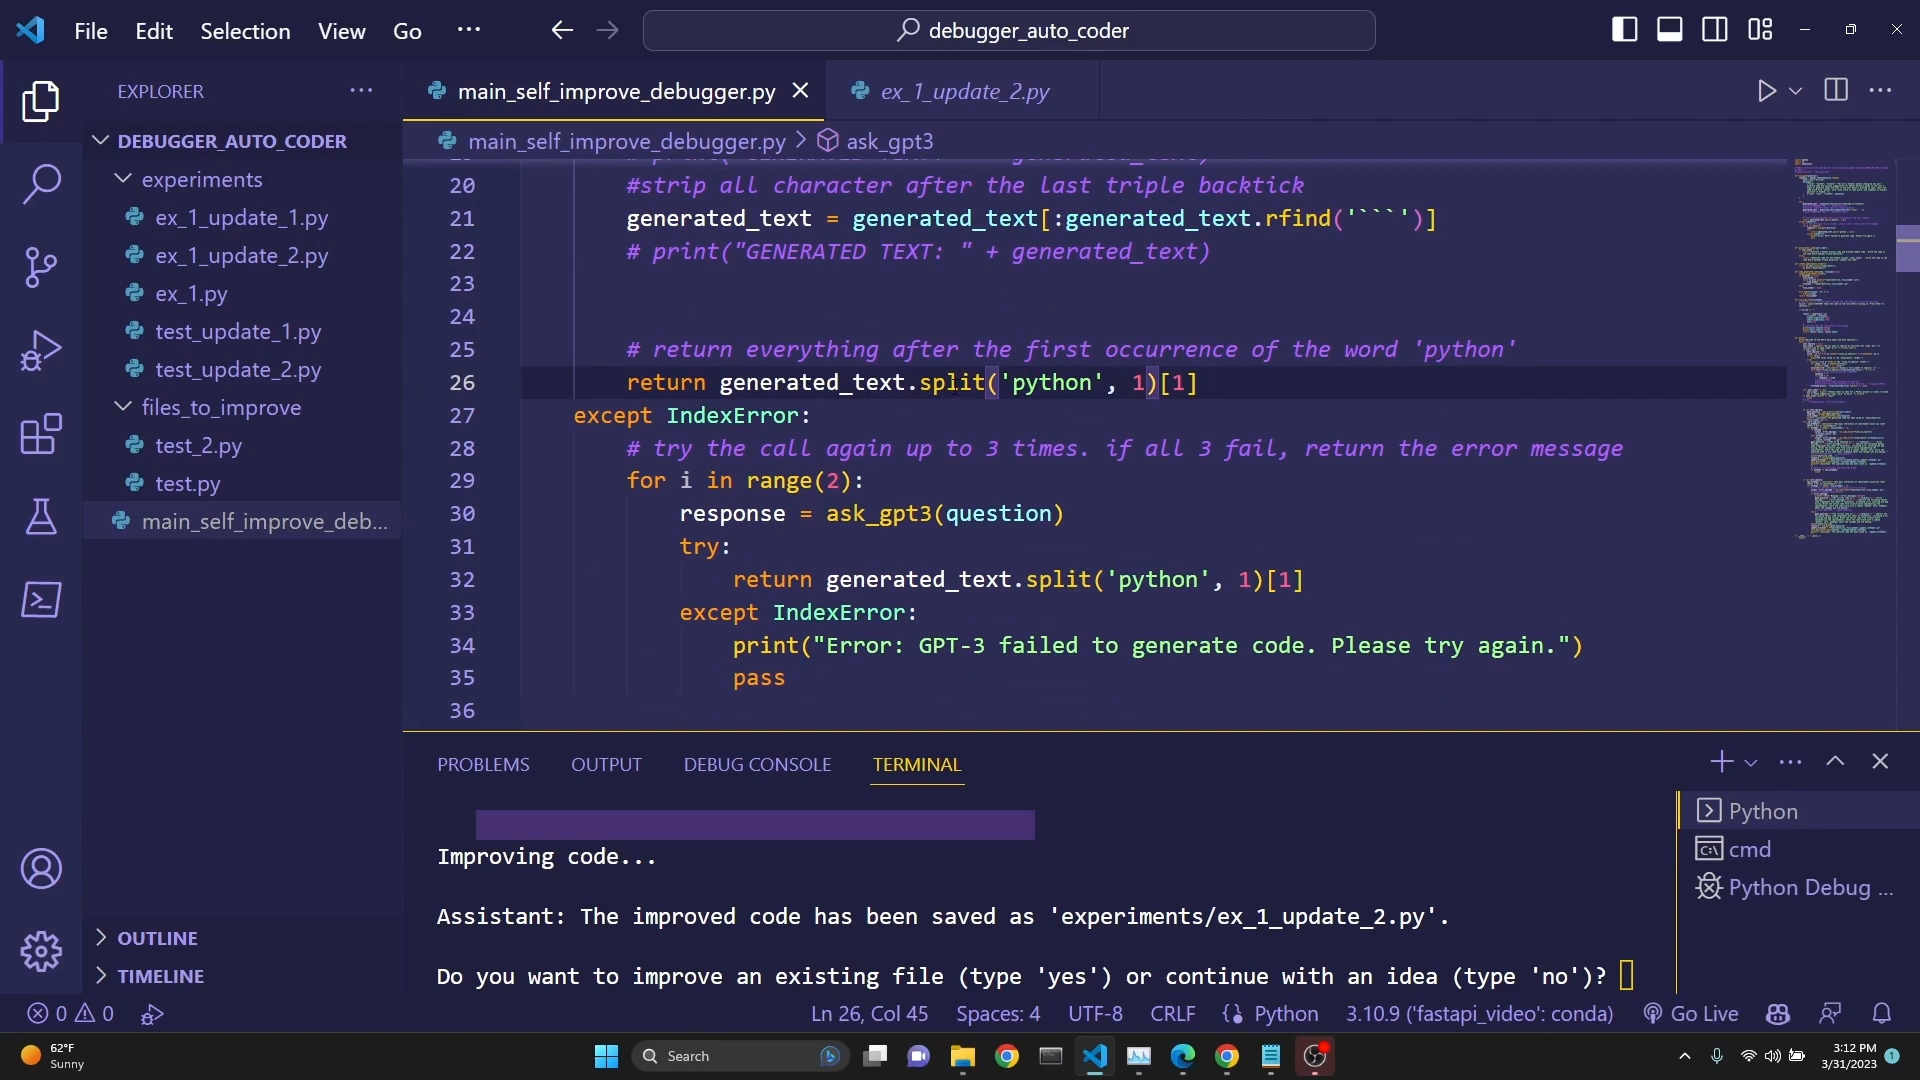 File Edit Selection View Go ··· debugger_auto_coder
EXPLORER ···
main_self_improve_debugger.py
ex_1_update_2.py
DEBUGGER_AUTO_CODER
main_self_improve_debugger.py > ask_gpt3
experiments
ex_1_update_1.py
ex_1_update_2.py
ex_1.py
test_update_1.py
test_update_2.py
files_to_improve
test_2.py
test.py
main_self_improve_deb...
OUTLINE
TIMELINE
20 #strip all character after the last triple backtick
21 generated_text = generated_text[:generated_text.rfind('```')]
22 # print("GENERATED TEXT: " + generated_text)
23
24
25 # return everything after the first occurrence of the word 'python'
26 return generated_text.split('python', 1)[1]
27 except IndexError:
28 # try the call again up to 3 times. if all 3 fail, return the error message
29 for i in range(2):
30 response = ask_gpt3(question)
31 try:
32 return generated_text.split('python', 1)[1]
33 except IndexError:
34 print("Error: GPT-3 failed to generate code. Please try again.")
35 pass
36
PROBLEMS OUTPUT DEBUG CONSOLE TERMINAL
Improving code...
Assistant: The improved code has been saved as 'experiments/ex_1_update_2.py'.
Do you want to improve an existing file (type 'yes') or continue with an idea (type 'no')?
Python
cmd
Python Debug ...
0 0 Ln 26, Col 45 Spaces: 4 UTF-8 CRLF Python 3.10.9 ('fastapi_video': conda) Go Live
62°F
Sunny
Search
3:12 PM
3/31/2023
1